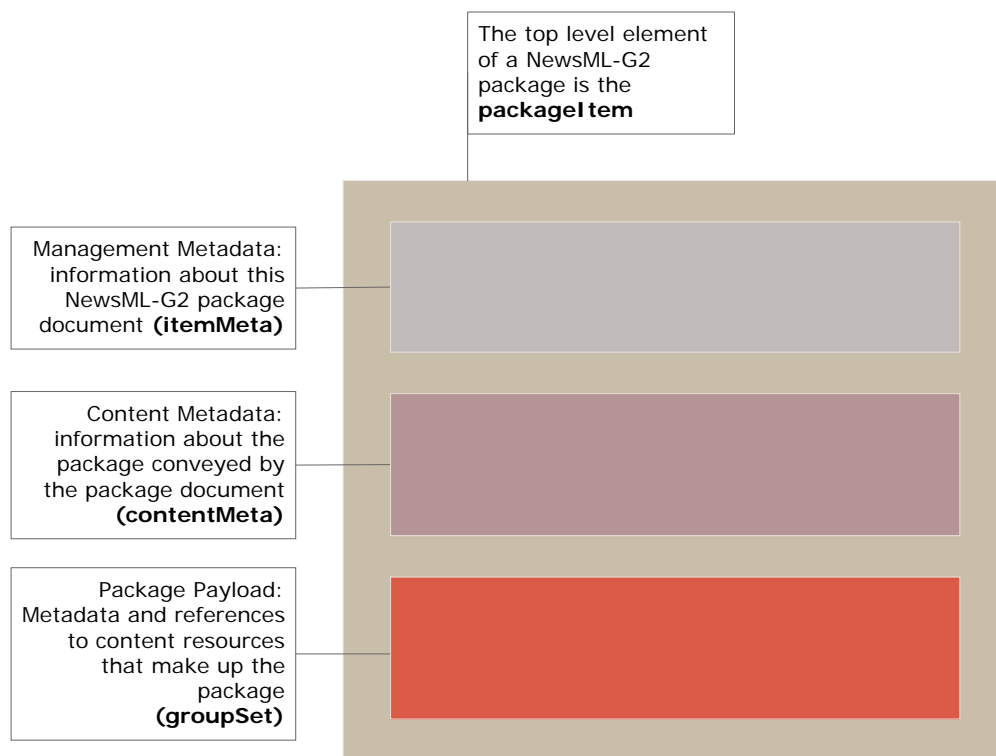 The top level element
of a NewsML-G2
package is the
packageItem
Management Metadata:
information about this
NewsML-G2 package
document (itemMeta)
Content Metadata:
information about the
package conveyed by
the package document
(contentMeta)
Package Payload:
Metadata and references
to content resources
that make up the
package
(groupSet)